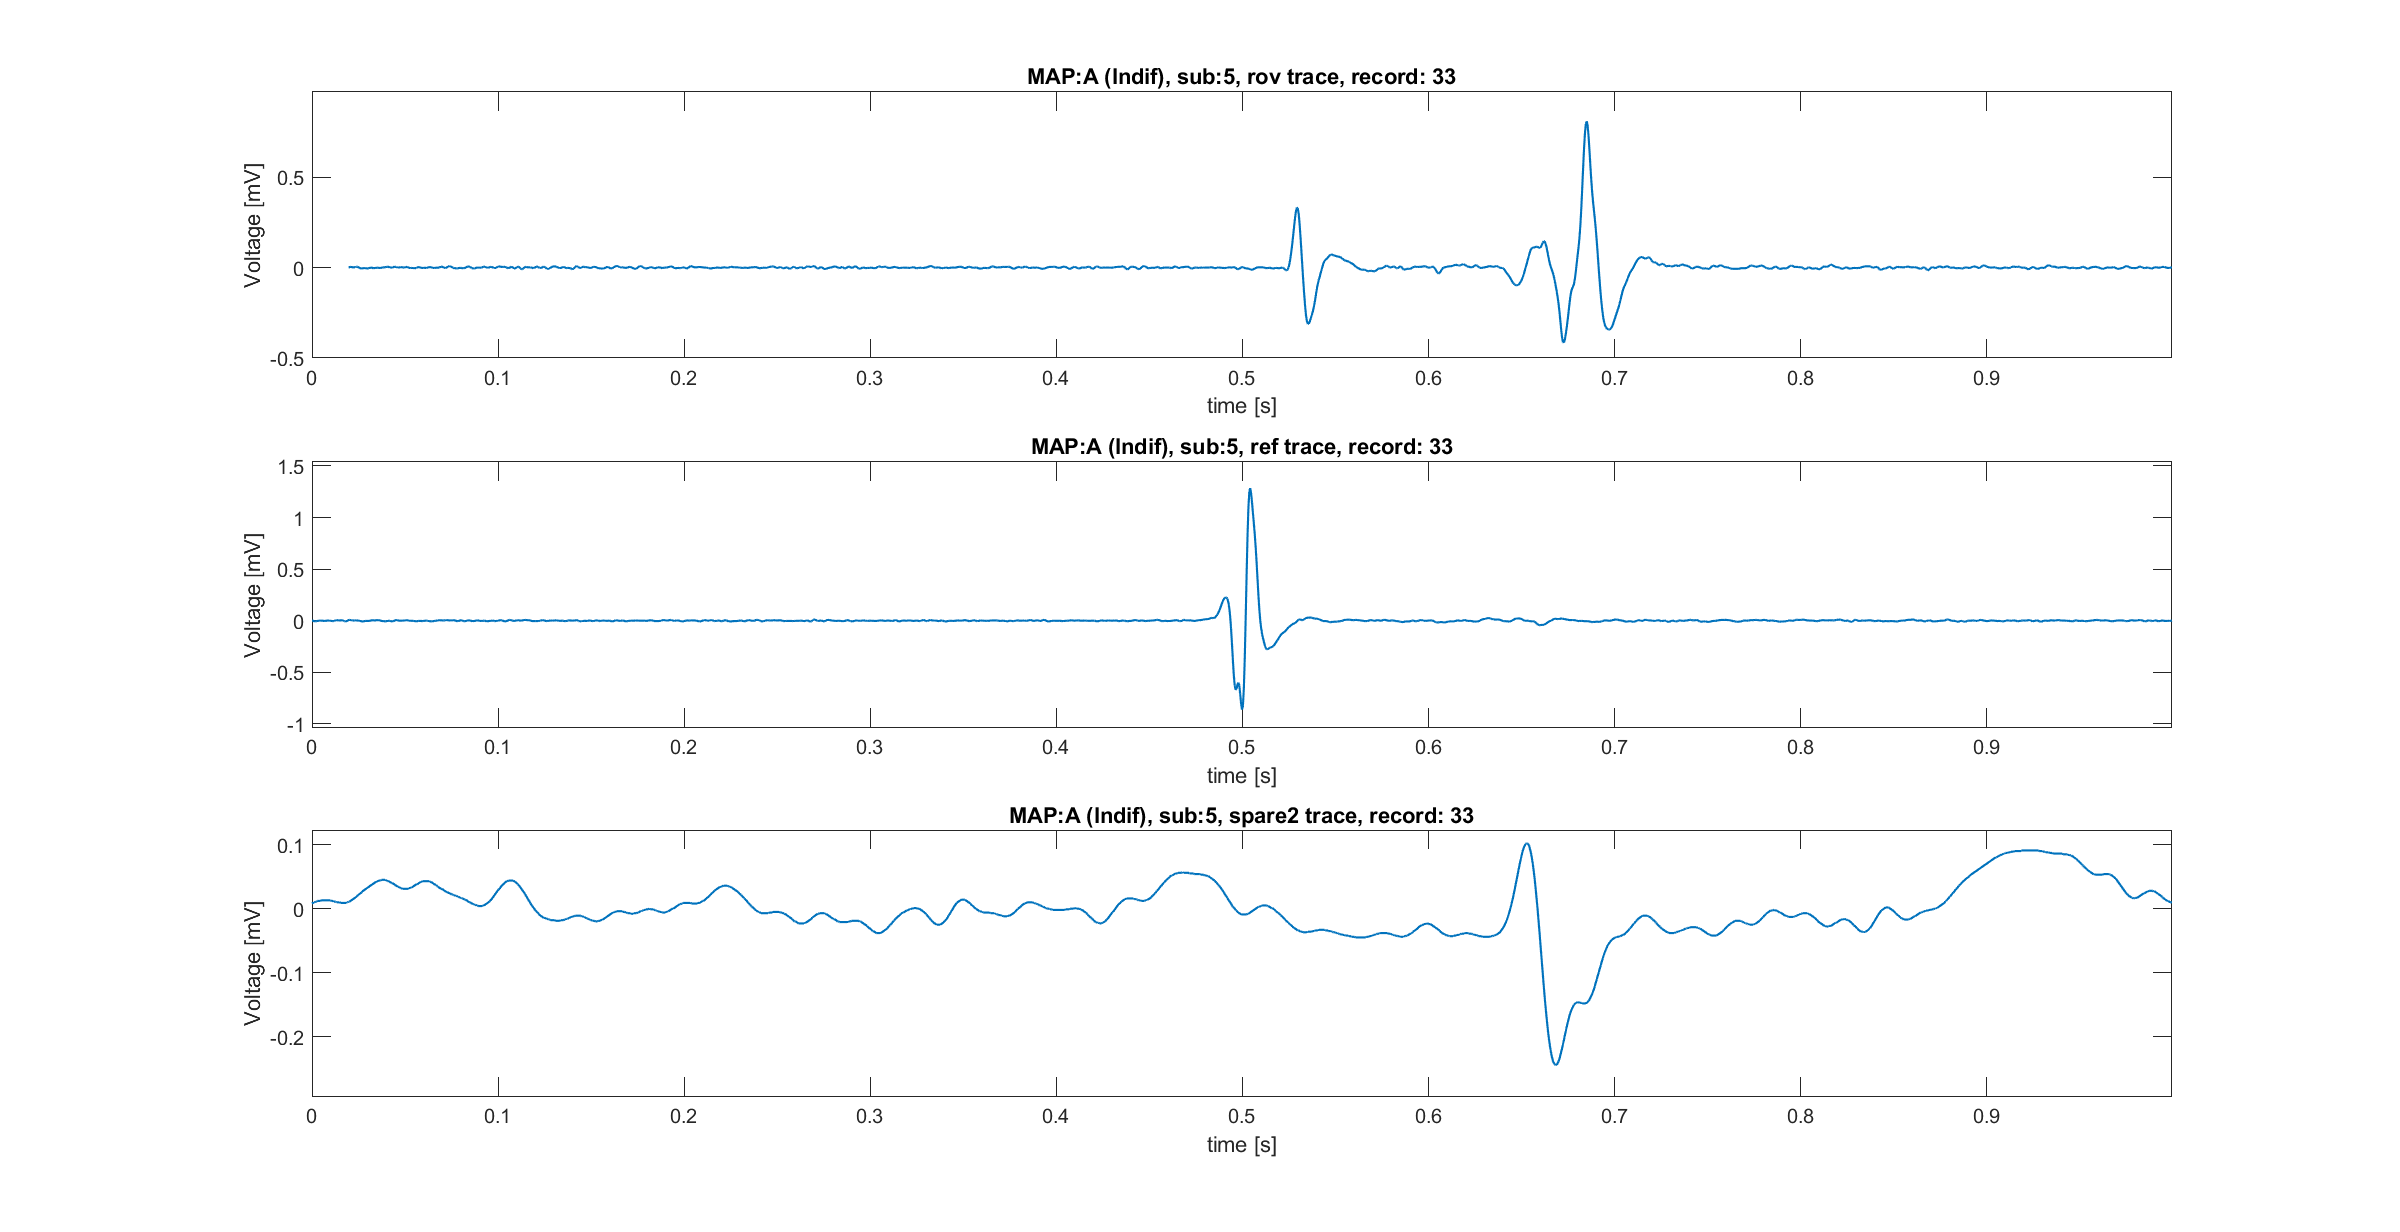 MAP:A (Indif), sub:5, rov trace, record: 33
Voltage [mV]
0.5
0
-0.5
0 0.1 0.2 0.3 0.4 0.5 0.6 0.7 0.8 0.9
time [s]
MAP:A (Indif), sub:5, ref trace, record: 33
Voltage [mV]
1.5
1
0.5
0
-0.5
-1
0 0.1 0.2 0.3 0.4 0.5 0.6 0.7 0.8 0.9
time [s]
MAP:A (Indif), sub:5, spare2 trace, record: 33
Voltage [mV]
0.1
0
-0.1
-0.2
0 0.1 0.2 0.3 0.4 0.5 0.6 0.7 0.8 0.9
time [s]